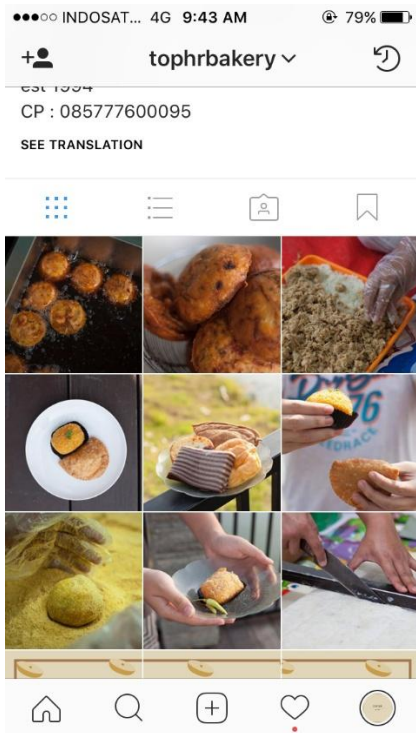 INDOSAT... 4G 9:43 AM 79%
tophrbakery
est 1994
CP : 085777600095
SEE TRANSLATION
76